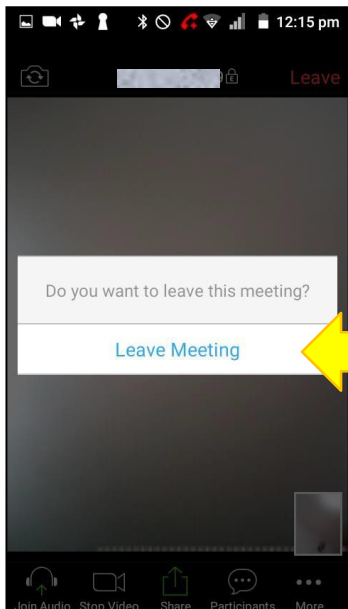 12:15 pm
Leave
Do you want to leave this meeting?
Leave Meeting
Join Audio Stop Video Share Participants More